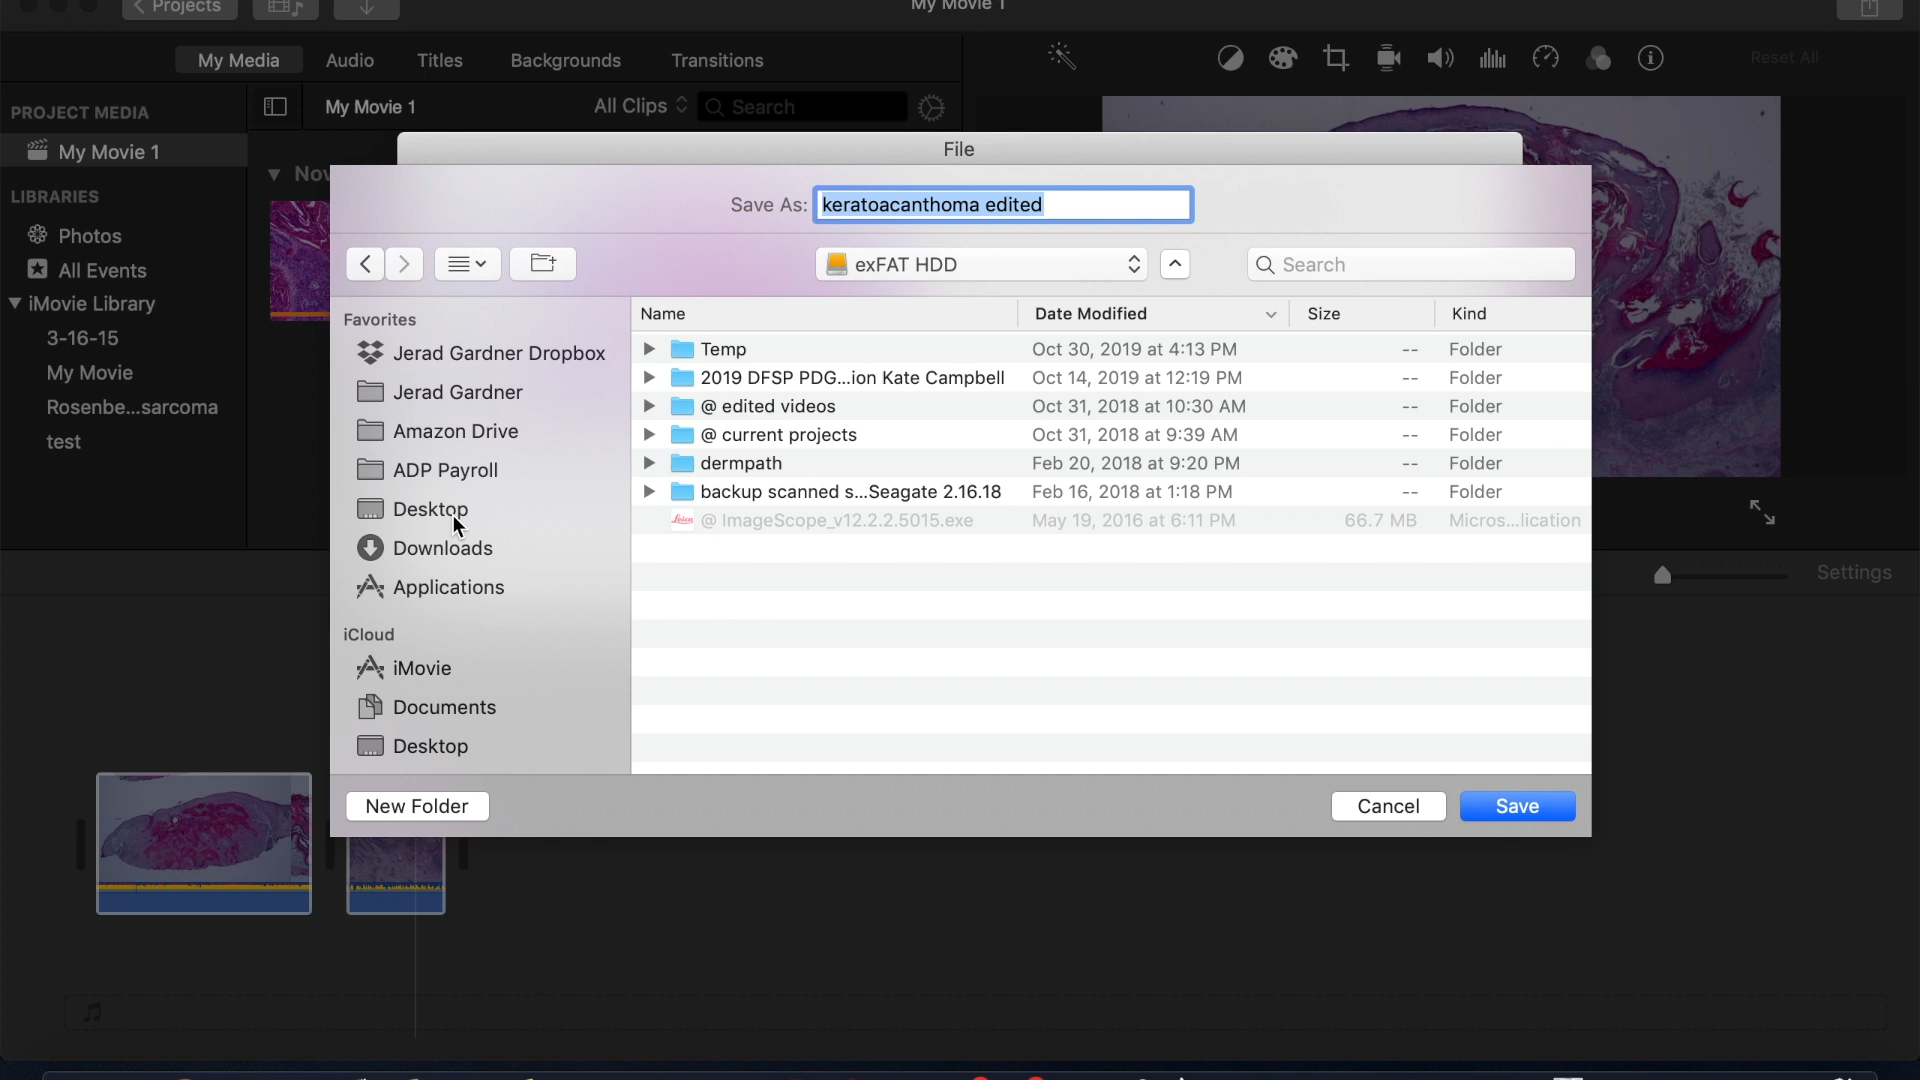 Projects
My Movie 1
My Media
Audio
Titles
Backgrounds
Transitions
Reset All
PROJECT MEDIA
My Movie 1
All Clips
Search
My Movie 1
LIBRARIES
Nov
Photos
All Events
iMovie Library
3-16-15
My Movie
Rosenbe...sarcoma
test
File
Save As: keratoacanthoma edited
exFAT HDD
Search
Favorites
Jerad Gardner Dropbox
Jerad Gardner
Amazon Drive
ADP Payroll
Desktop
Downloads
Applications
iCloud
iMovie
Documents
Desktop
Name Date Modified Size Kind
Temp Oct 30, 2019 at 4:13 PM -- Folder
2019 DFSP PDG...ion Kate Campbell Oct 14, 2019 at 12:19 PM -- Folder
@ edited videos Oct 31, 2018 at 10:30 AM -- Folder
@ current projects Oct 31, 2018 at 9:39 AM -- Folder
dermpath Feb 20, 2018 at 9:20 PM -- Folder
backup scanned s...Seagate 2.16.18 Feb 16, 2018 at 1:18 PM -- Folder
Leica @ ImageScope_v12.2.2.5015.exe May 19, 2016 at 6:11 PM 66.7 MB Micros...lication
Settings
New Folder
Cancel
Save